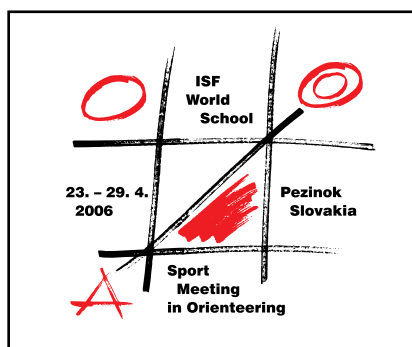 ISF
World
School
23. – 29. 4.
2006
Pezinok
Slovakia
Sport
Meeting
in Orienteering